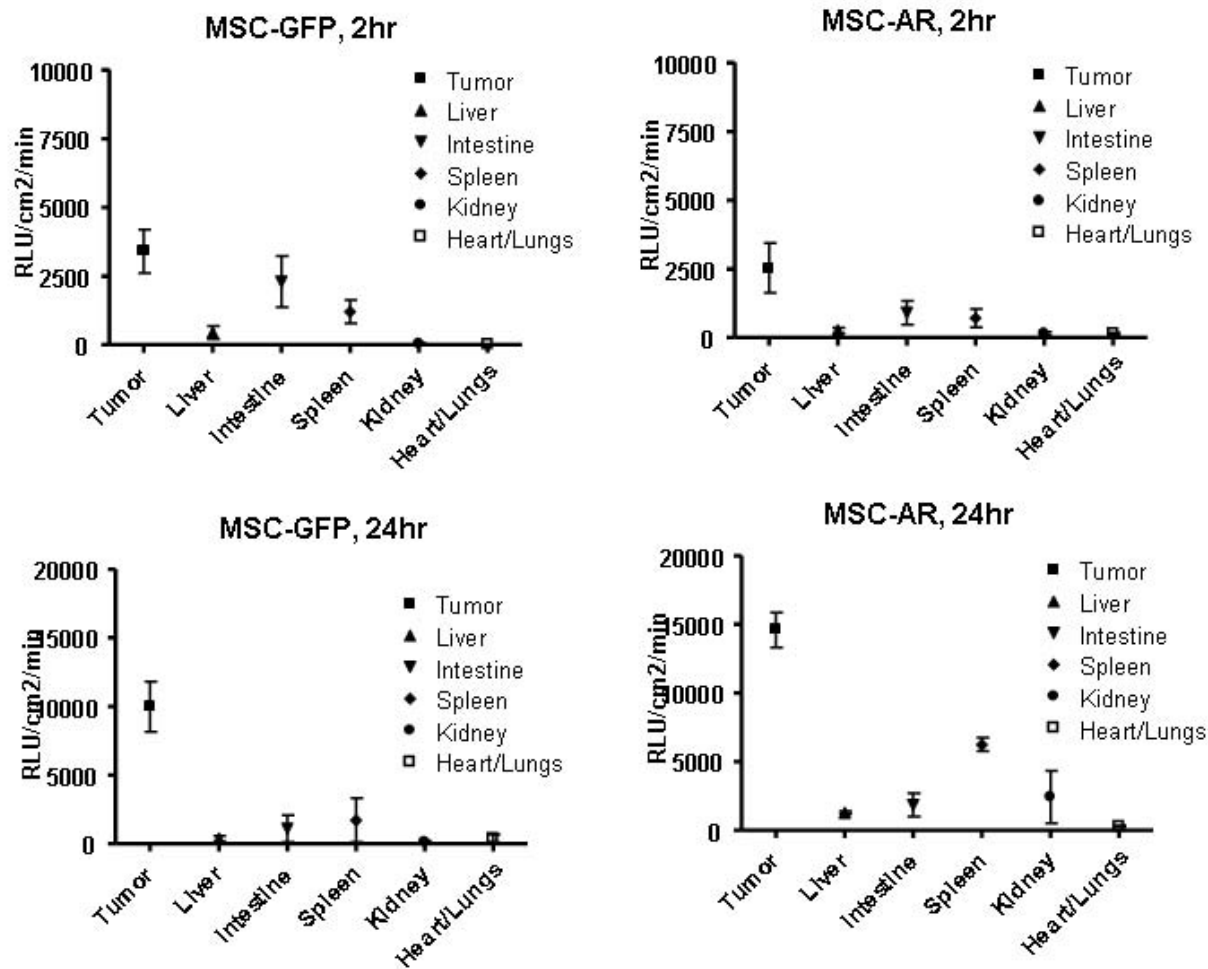 MSC-GFP, 2hr
10000
7500
5000
2500
0
RLU/cm2/min
Tumor
Liver
Intestine
Spleen
Kidney
Heart/Lungs
Tumor
Liver
Intestine
Spleen
Kidney
Heart/Lungs
MSC-AR, 2hr
10000
7500
5000
2500
0
RLU/cm2/min
Tumor
Liver
Intestine
Spleen
Kidney
Heart/Lungs
Tumor
Liver
Intestine
Spleen
Kidney
Heart/Lungs
MSC-GFP, 24hr
20000
15000
10000
5000
0
RLU/cm2/min
Tumor
Liver
Intestine
Spleen
Kidney
Heart/Lungs
Tumor
Liver
Intestine
Spleen
Kidney
Heart/Lungs
MSC-AR, 24hr
20000
15000
10000
5000
0
RLU/cm2/min
Tumor
Liver
Intestine
Spleen
Kidney
Heart/Lungs
Tumor
Liver
Intestine
Spleen
Kidney
Heart/Lungs